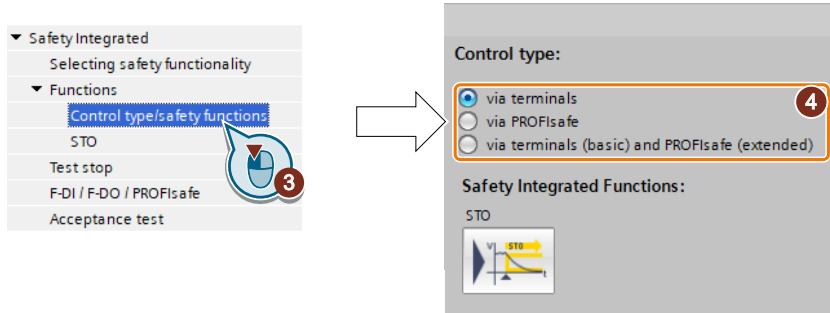 Safety Integrated
Selecting safety functionality
Functions
Control type/safety functions
STO
Test stop
F-DI / F-DO / PROFIsafe
Acceptance test
3
Control type:
via terminals
via PROFIsafe
via terminals (basic) and PROFIsafe (extended)
4
Safety Integrated Functions:
STO
V STO
t